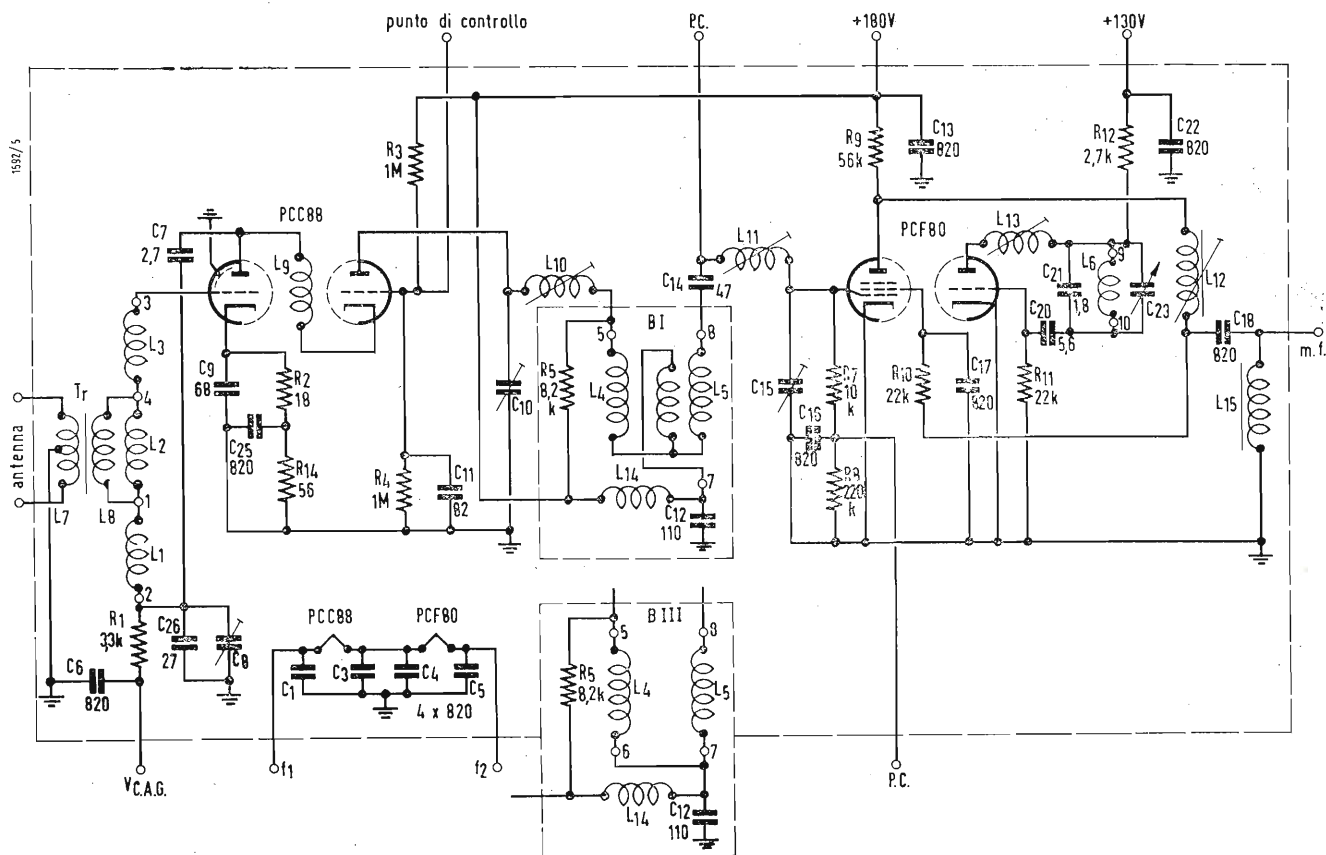 punto di controllo
P.C.
+180V
+130V
1592/5
R3
1M
R9
56k
C13
820
R12
2,7k
C22
820
C7
2,7
PCC88
L9
L10
L11
C14
47
PCF80
L13
L6
9
C21
1,8
10
C23
L12
C20
5,6
C18
820
m.f.
3
L3
4
Tr
antenna
L7
L8
L2
1
L1
2
C9
68
R2
18
C25
820
R14
56
R4
1M
C11
82
C10
BI
5
8
R5
8,2
k
L4
L5
7
L14
C12
110
C15
R7
10
k
C16
820
R8
220
k
R10
22k
C17
820
R11
22k
L15
R1
33k
C26
27
C8
C6
820
VC.A.G.
PCC88
PCF80
C1
C3
C4
C5
4 x 820
f1
f2
BIII
5
8
R5
8,2k
L4
L5
6
7
L14
C12
110
P.C.